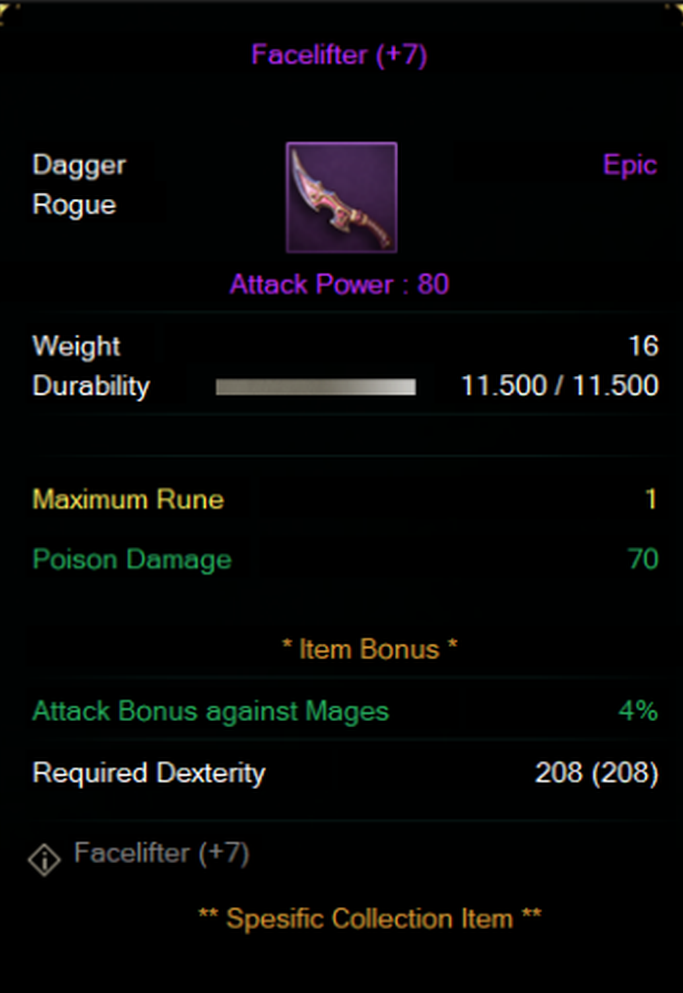 Facelifter (+7)
Dagger Epic
Rogue
Attack Power : 80
Weight 16
Durability 11.500 / 11.500
Maximum Rune 1
Poison Damage 70
* Item Bonus *
Attack Bonus against Mages 4%
Required Dexterity 208 (208)
Facelifter (+7)
** Spesific Collection Item **